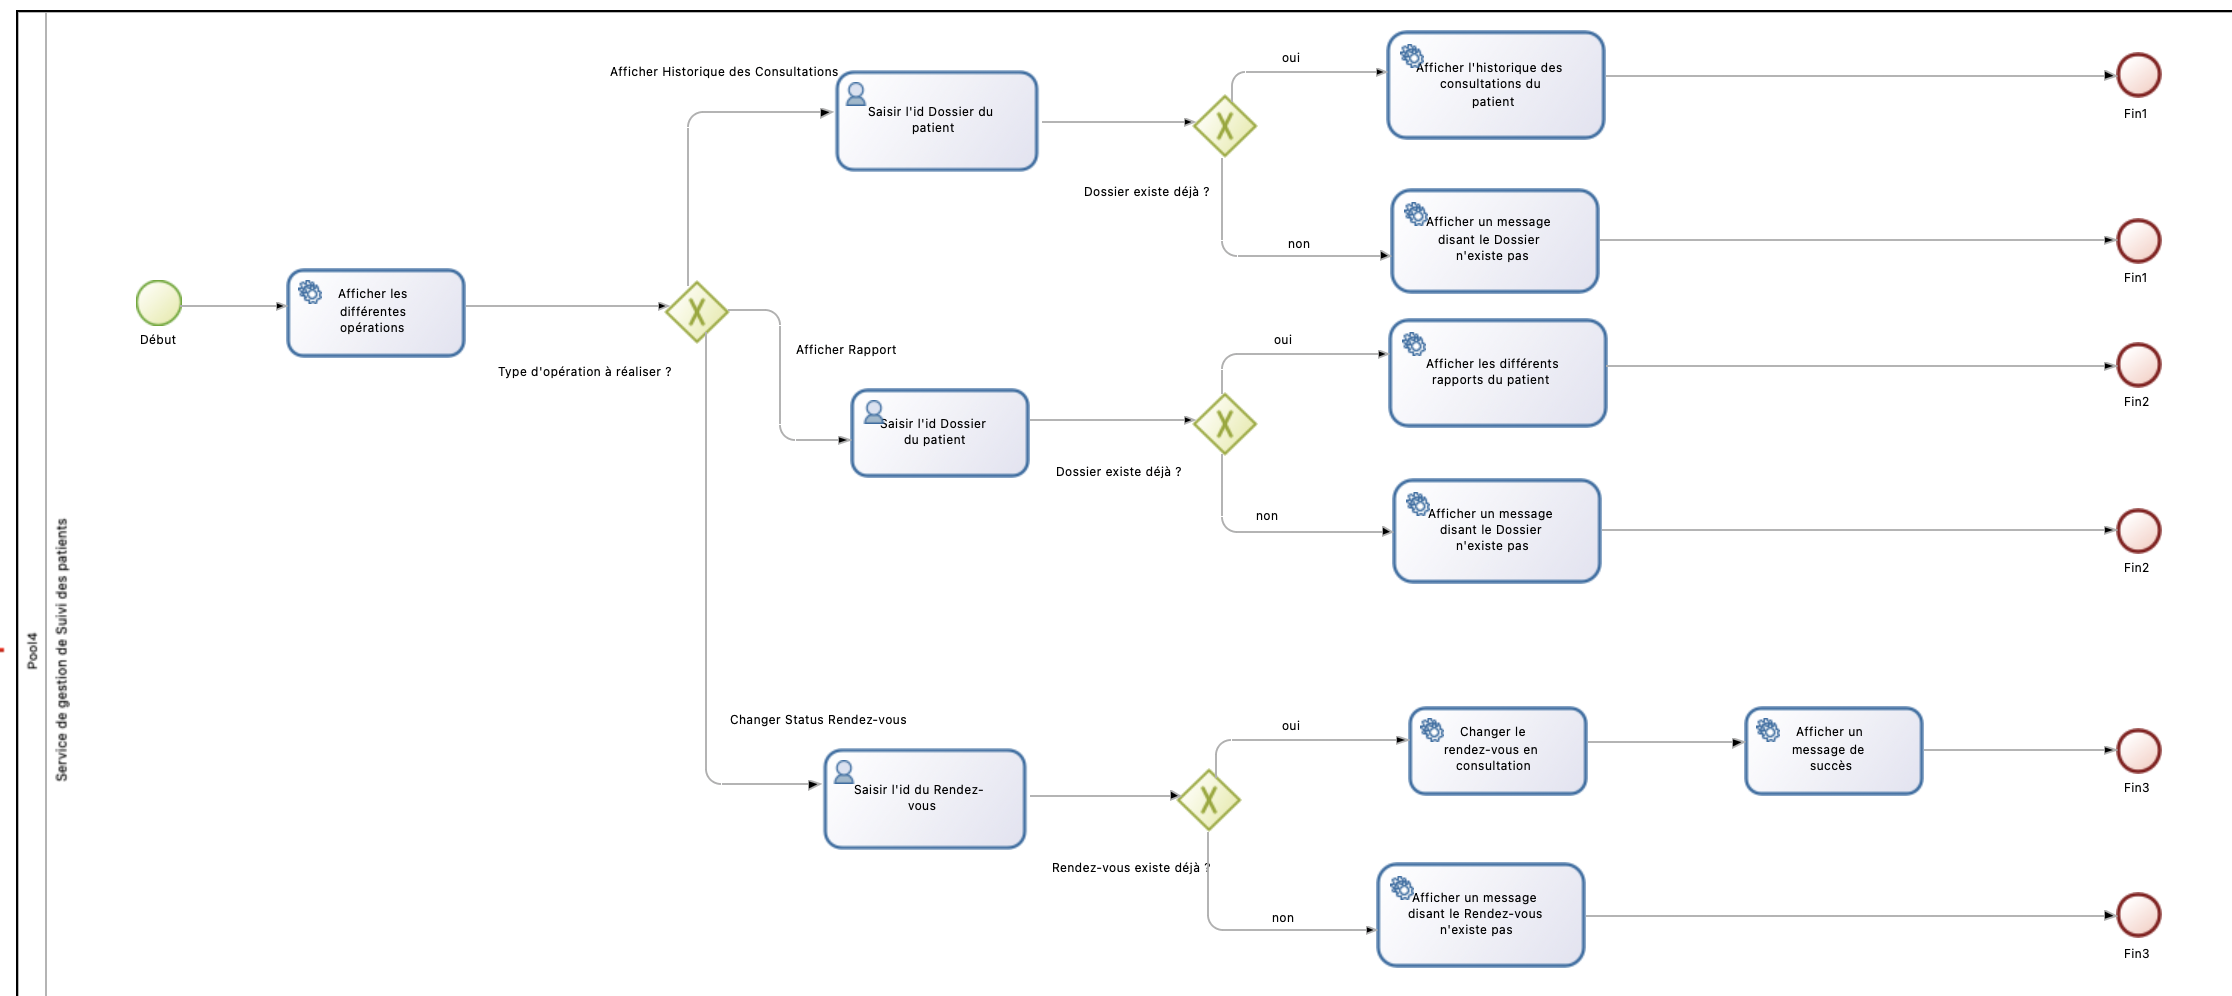 Pool4
Service de gestion de Suivi des patients
Début
Afficher les
différentes
opérations
Type d'opération à réaliser ?
Afficher Historique des Consultations
Saisir l'id Dossier du
patient
Dossier existe déjà ?
oui
Afficher l'historique des
consultations du
patient
Fin1
non
Afficher un message
disant le Dossier
n'existe pas
Fin1
Afficher Rapport
Saisir l'id Dossier
du patient
Dossier existe déjà ?
oui
Afficher les différents
rapports du patient
Fin2
non
Afficher un message
disant le Dossier
n'existe pas
Fin2
Changer Status Rendez-vous
Saisir l'id du Rendez-
vous
Rendez-vous existe déjà ?
oui
Changer le
rendez-vous en
consultation
Afficher un
message de
succès
Fin3
non
Afficher un message
disant le Rendez-vous
n'existe pas
Fin3